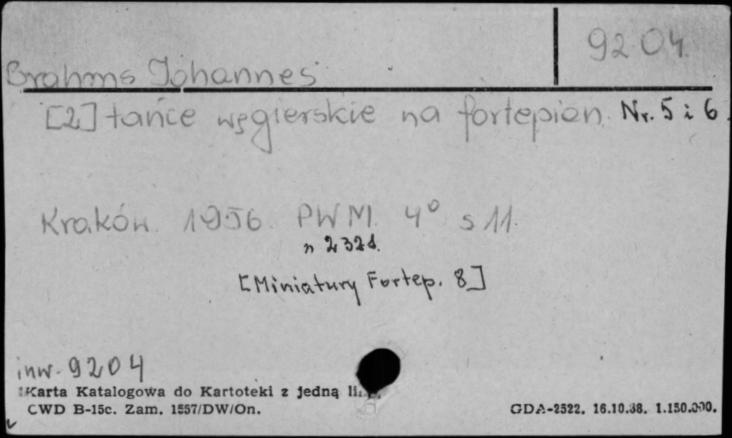 9204.
Brahms Johannes
[2] tańce węgierskie na fortepian. Nr. 5 i 6.
Kraków 1956. PWM. 4° s 11.
n 2321.
[Miniatury Fortep. 8]
inw. 9204
Karta Katalogowa do Kartoteki z jedną
CWD B-15c. Zam. 1557/DW/On.
GDA-2522. 16.10.38. 1.150.000.